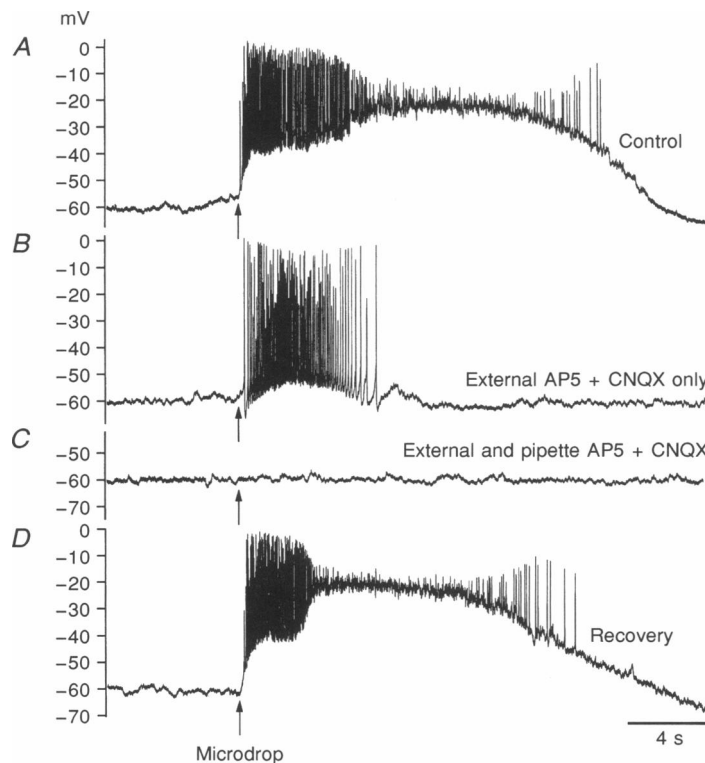 mV
A
0
−10
−20
−30
−40
−50
−60
Control
B
0
−10
−20
−30
−40
−50
−60
External AP5 + CNQX only
C
−50
−60
−70
External and pipette AP5 + CNQX
D
0
−10
−20
−30
−40
−50
−60
−70
Recovery
Microdrop
4 s